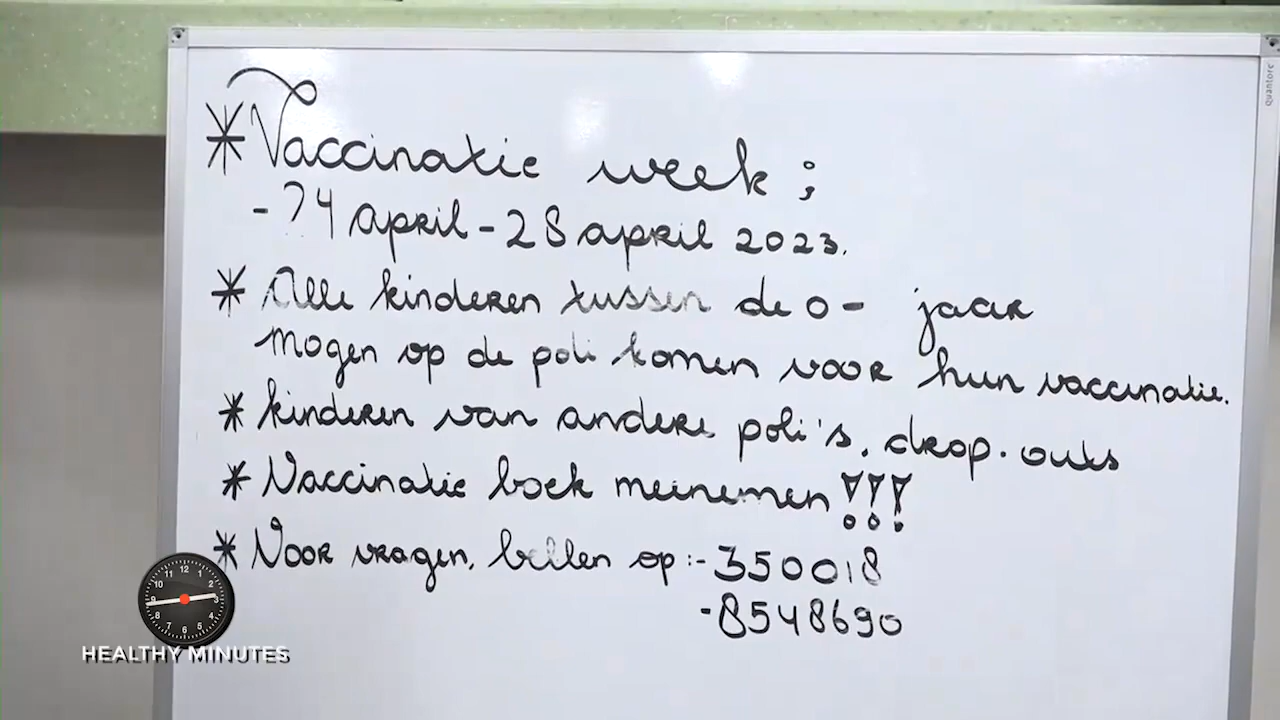 * Vaccinatie week ;
- 24 april - 28 april 2023.
* Alle kinderen tussen de 0 - jaar
mogen op de poli komen voor hun vaccinatie.
* kinderen van andere poli's, drop-outs
* Vaccinatie boek meenemen !!!
* Voor vragen, bellen op :- 350018
- 8548690
HEALTHY MINUTES
quantore